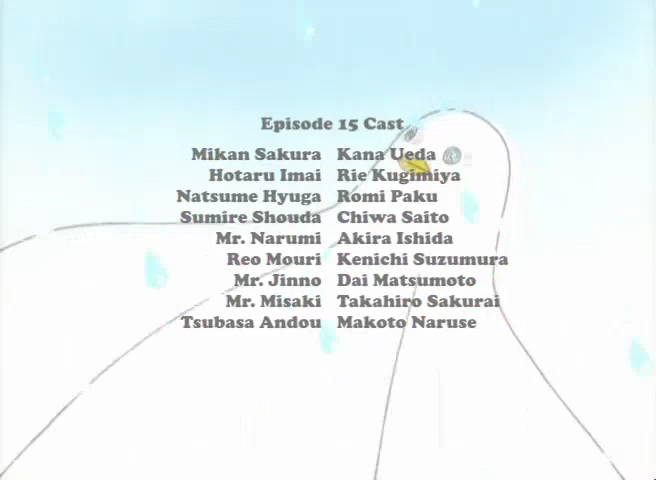 Episode 15 Cast
Mikan Sakura Kana Ueda
Hotaru Imai Rie Kugimiya
Natsume Hyuga Romi Paku
Sumire Shouda Chiwa Saito
Mr. Narumi Akira Ishida
Reo Mouri Kenichi Suzumura
Mr. Jinno Dai Matsumoto
Mr. Misaki Takahiro Sakurai
Tsubasa Andou Makoto Naruse